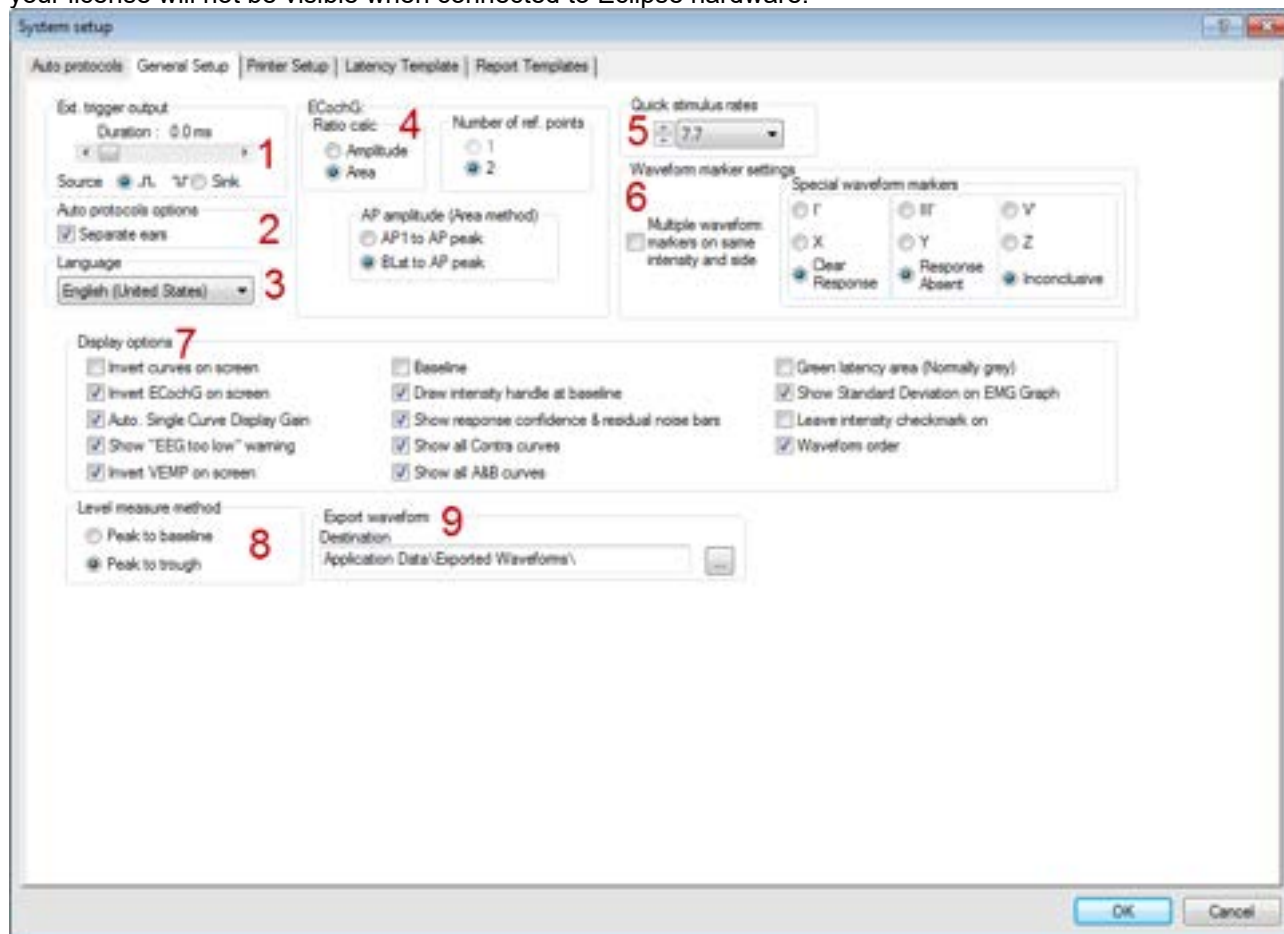 your license will not be visible when connected to Eclipse hardware.
System setup
Auto protocols General Setup Printer Setup Latency Template Report Templates
Ext. trigger output
Duration : 0.0 ms
1
Source Sink
Auto protocols options
Separate ears
2
Language
English (United States)
3
ECochG:
Ratio calc
4
Amplitude
Area
Number of ref. points
1
2
AP amplitude (Area method)
AP1 to AP peak
BLst to AP peak
Quick stimulus rates
5
7.7
Waveform marker settings
6
Multiple waveform
markers on same
intensity and side
Special waveform markers
I' III' V'
X Y Z
Clear
Response
Response
Absent
Inconclusive
Display options
7
Invert curves on screen
Invert ECochG on screen
Auto. Single Curve Display Gain
Show "EEG too low" warning
Invert VEMP on screen
Baseline
Draw intensity handle at baseline
Show response confidence & residual noise bars
Show all Contra curves
Show all A&B curves
Green latency area (Normally grey)
Show Standard Deviation on EMG Graph
Leave intensity checkmark on
Waveform order
Level measure method
Peak to baseline
Peak to trough
8
Export waveform
9
Destination
Application Data\Exported Waveforms\
...
OK Cancel